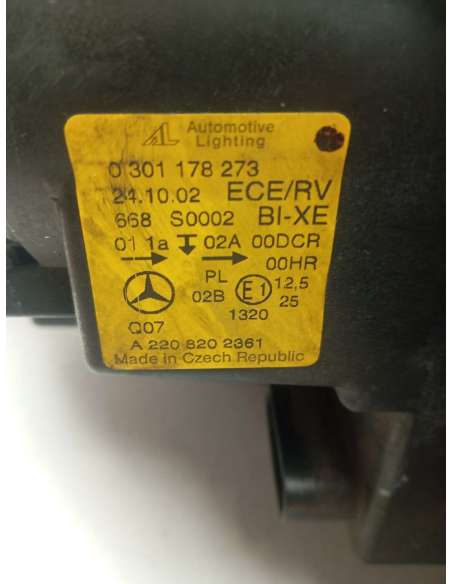 AL Automotive
Lighting
0 301 178 273
24.10.02 ECE/RV
668 S0002 BI-XE
01 1a 02A 00DCR
00HR
PL 12,5
02B E1 25
1320
Q07
A 220 820 2361
Made in Czech Republic